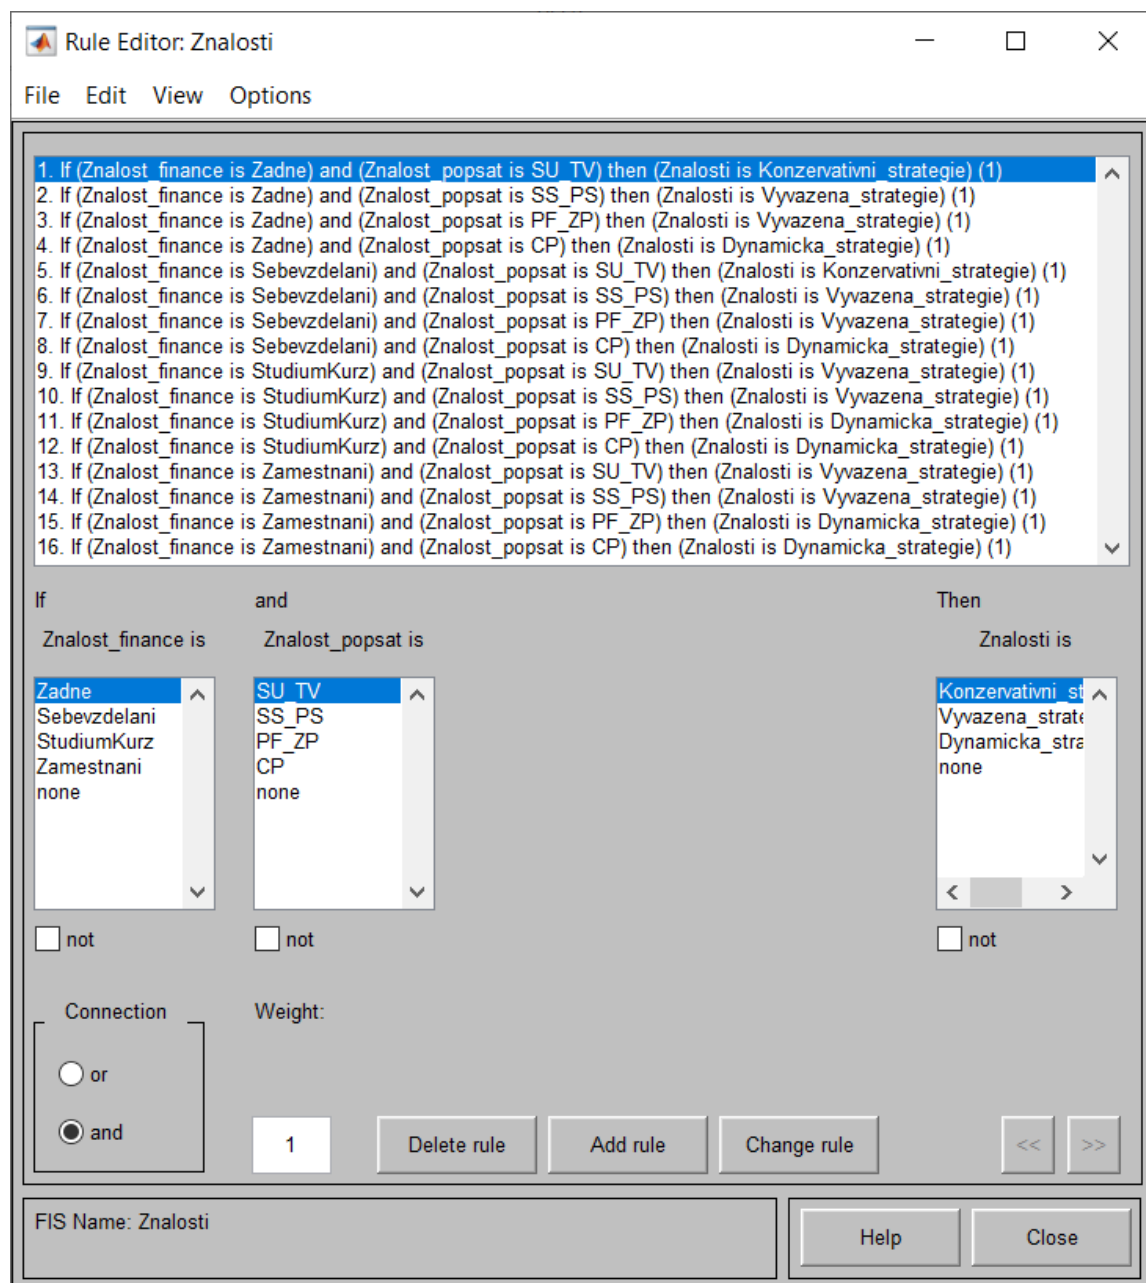 Rule Editor: Znalosti
File Edit View Options
1. If (Znalost_finance is Zadne) and (Znalost_popsat is SU_TV) then (Znalosti is Konzervativni_strategie) (1)
2. If (Znalost_finance is Zadne) and (Znalost_popsat is SS_PS) then (Znalosti is Vyvazena_strategie) (1)
3. If (Znalost_finance is Zadne) and (Znalost_popsat is PF_ZP) then (Znalosti is Vyvazena_strategie) (1)
4. If (Znalost_finance is Zadne) and (Znalost_popsat is CP) then (Znalosti is Dynamicka_strategie) (1)
5. If (Znalost_finance is Sebevzdelani) and (Znalost_popsat is SU_TV) then (Znalosti is Konzervativni_strategie) (1)
6. If (Znalost_finance is Sebevzdelani) and (Znalost_popsat is SS_PS) then (Znalosti is Vyvazena_strategie) (1)
7. If (Znalost_finance is Sebevzdelani) and (Znalost_popsat is PF_ZP) then (Znalosti is Vyvazena_strategie) (1)
8. If (Znalost_finance is Sebevzdelani) and (Znalost_popsat is CP) then (Znalosti is Dynamicka_strategie) (1)
9. If (Znalost_finance is StudiumKurz) and (Znalost_popsat is SU_TV) then (Znalosti is Vyvazena_strategie) (1)
10. If (Znalost_finance is StudiumKurz) and (Znalost_popsat is SS_PS) then (Znalosti is Vyvazena_strategie) (1)
11. If (Znalost_finance is StudiumKurz) and (Znalost_popsat is PF_ZP) then (Znalosti is Dynamicka_strategie) (1)
12. If (Znalost_finance is StudiumKurz) and (Znalost_popsat is CP) then (Znalosti is Dynamicka_strategie) (1)
13. If (Znalost_finance is Zamestnani) and (Znalost_popsat is SU_TV) then (Znalosti is Vyvazena_strategie) (1)
14. If (Znalost_finance is Zamestnani) and (Znalost_popsat is SS_PS) then (Znalosti is Vyvazena_strategie) (1)
15. If (Znalost_finance is Zamestnani) and (Znalost_popsat is PF_ZP) then (Znalosti is Dynamicka_strategie) (1)
16. If (Znalost_finance is Zamestnani) and (Znalost_popsat is CP) then (Znalosti is Dynamicka_strategie) (1)
If and Then
Znalost_finance is Znalost_popsat is Znalosti is
Zadne SU_TV Konzervativni_st
Sebevzdelani SS_PS Vyvazena_strate
StudiumKurz PF_ZP Dynamicka_stra
Zamestnani CP none
none none
not not not
Connection Weight:
or
and 1 Delete rule Add rule Change rule << >>
FIS Name: Znalosti Help Close